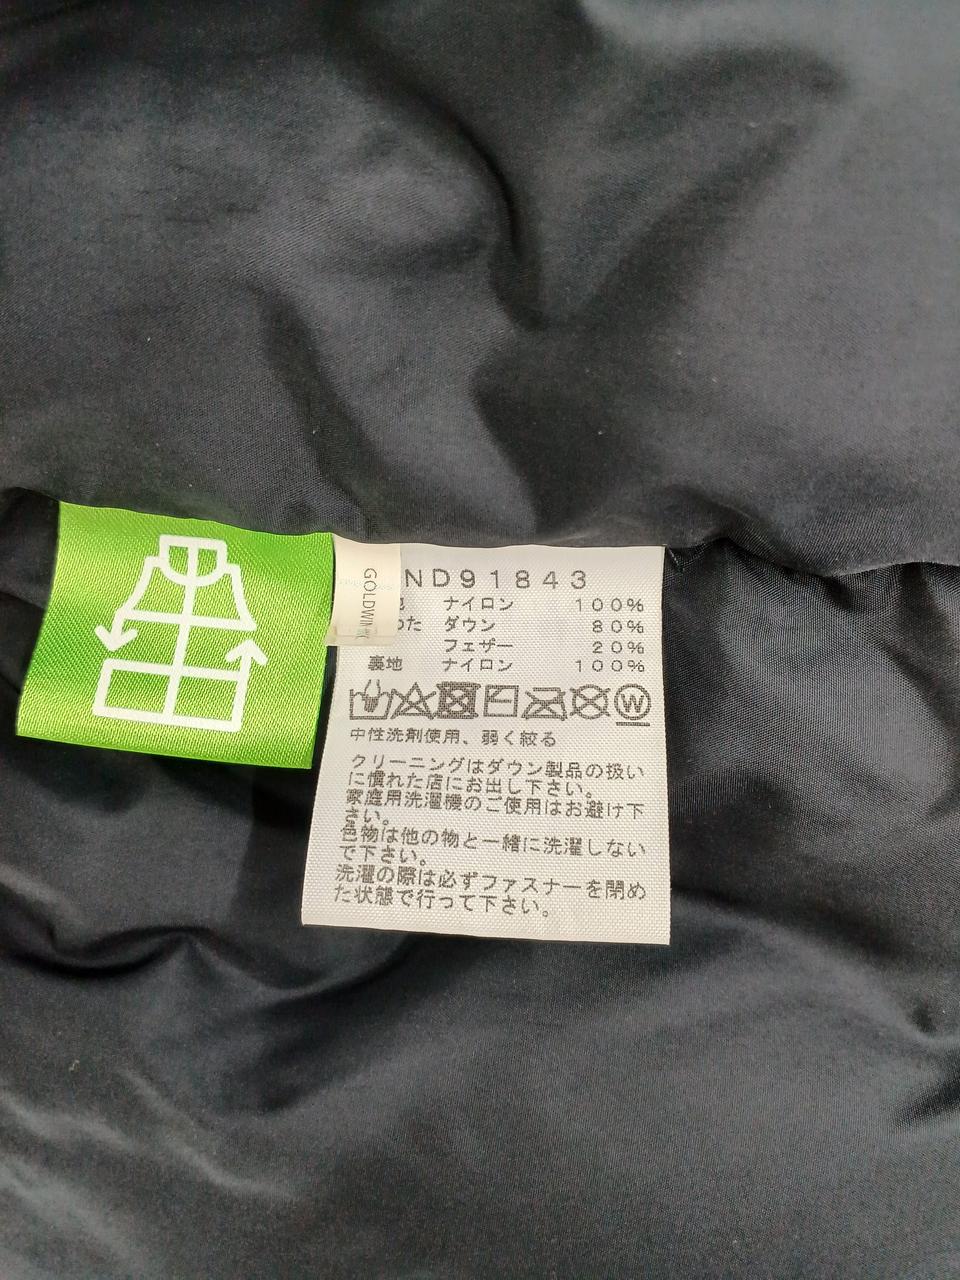 GOLDWIN
ND91843
地 ナイロン 100%
わた ダウン 80%
フェザー 20%
裏地 ナイロン 100%
W
中性洗剤使用、弱く絞る
クリーニングはダウン製品の扱い
に慣れた店にお出し下さい。
家庭用洗濯機のご使用はお避け下
さい。
色物は他の物と一緒に洗濯しない
で下さい。
洗濯の際は必ずファスナーを閉め
た状態で行って下さい。